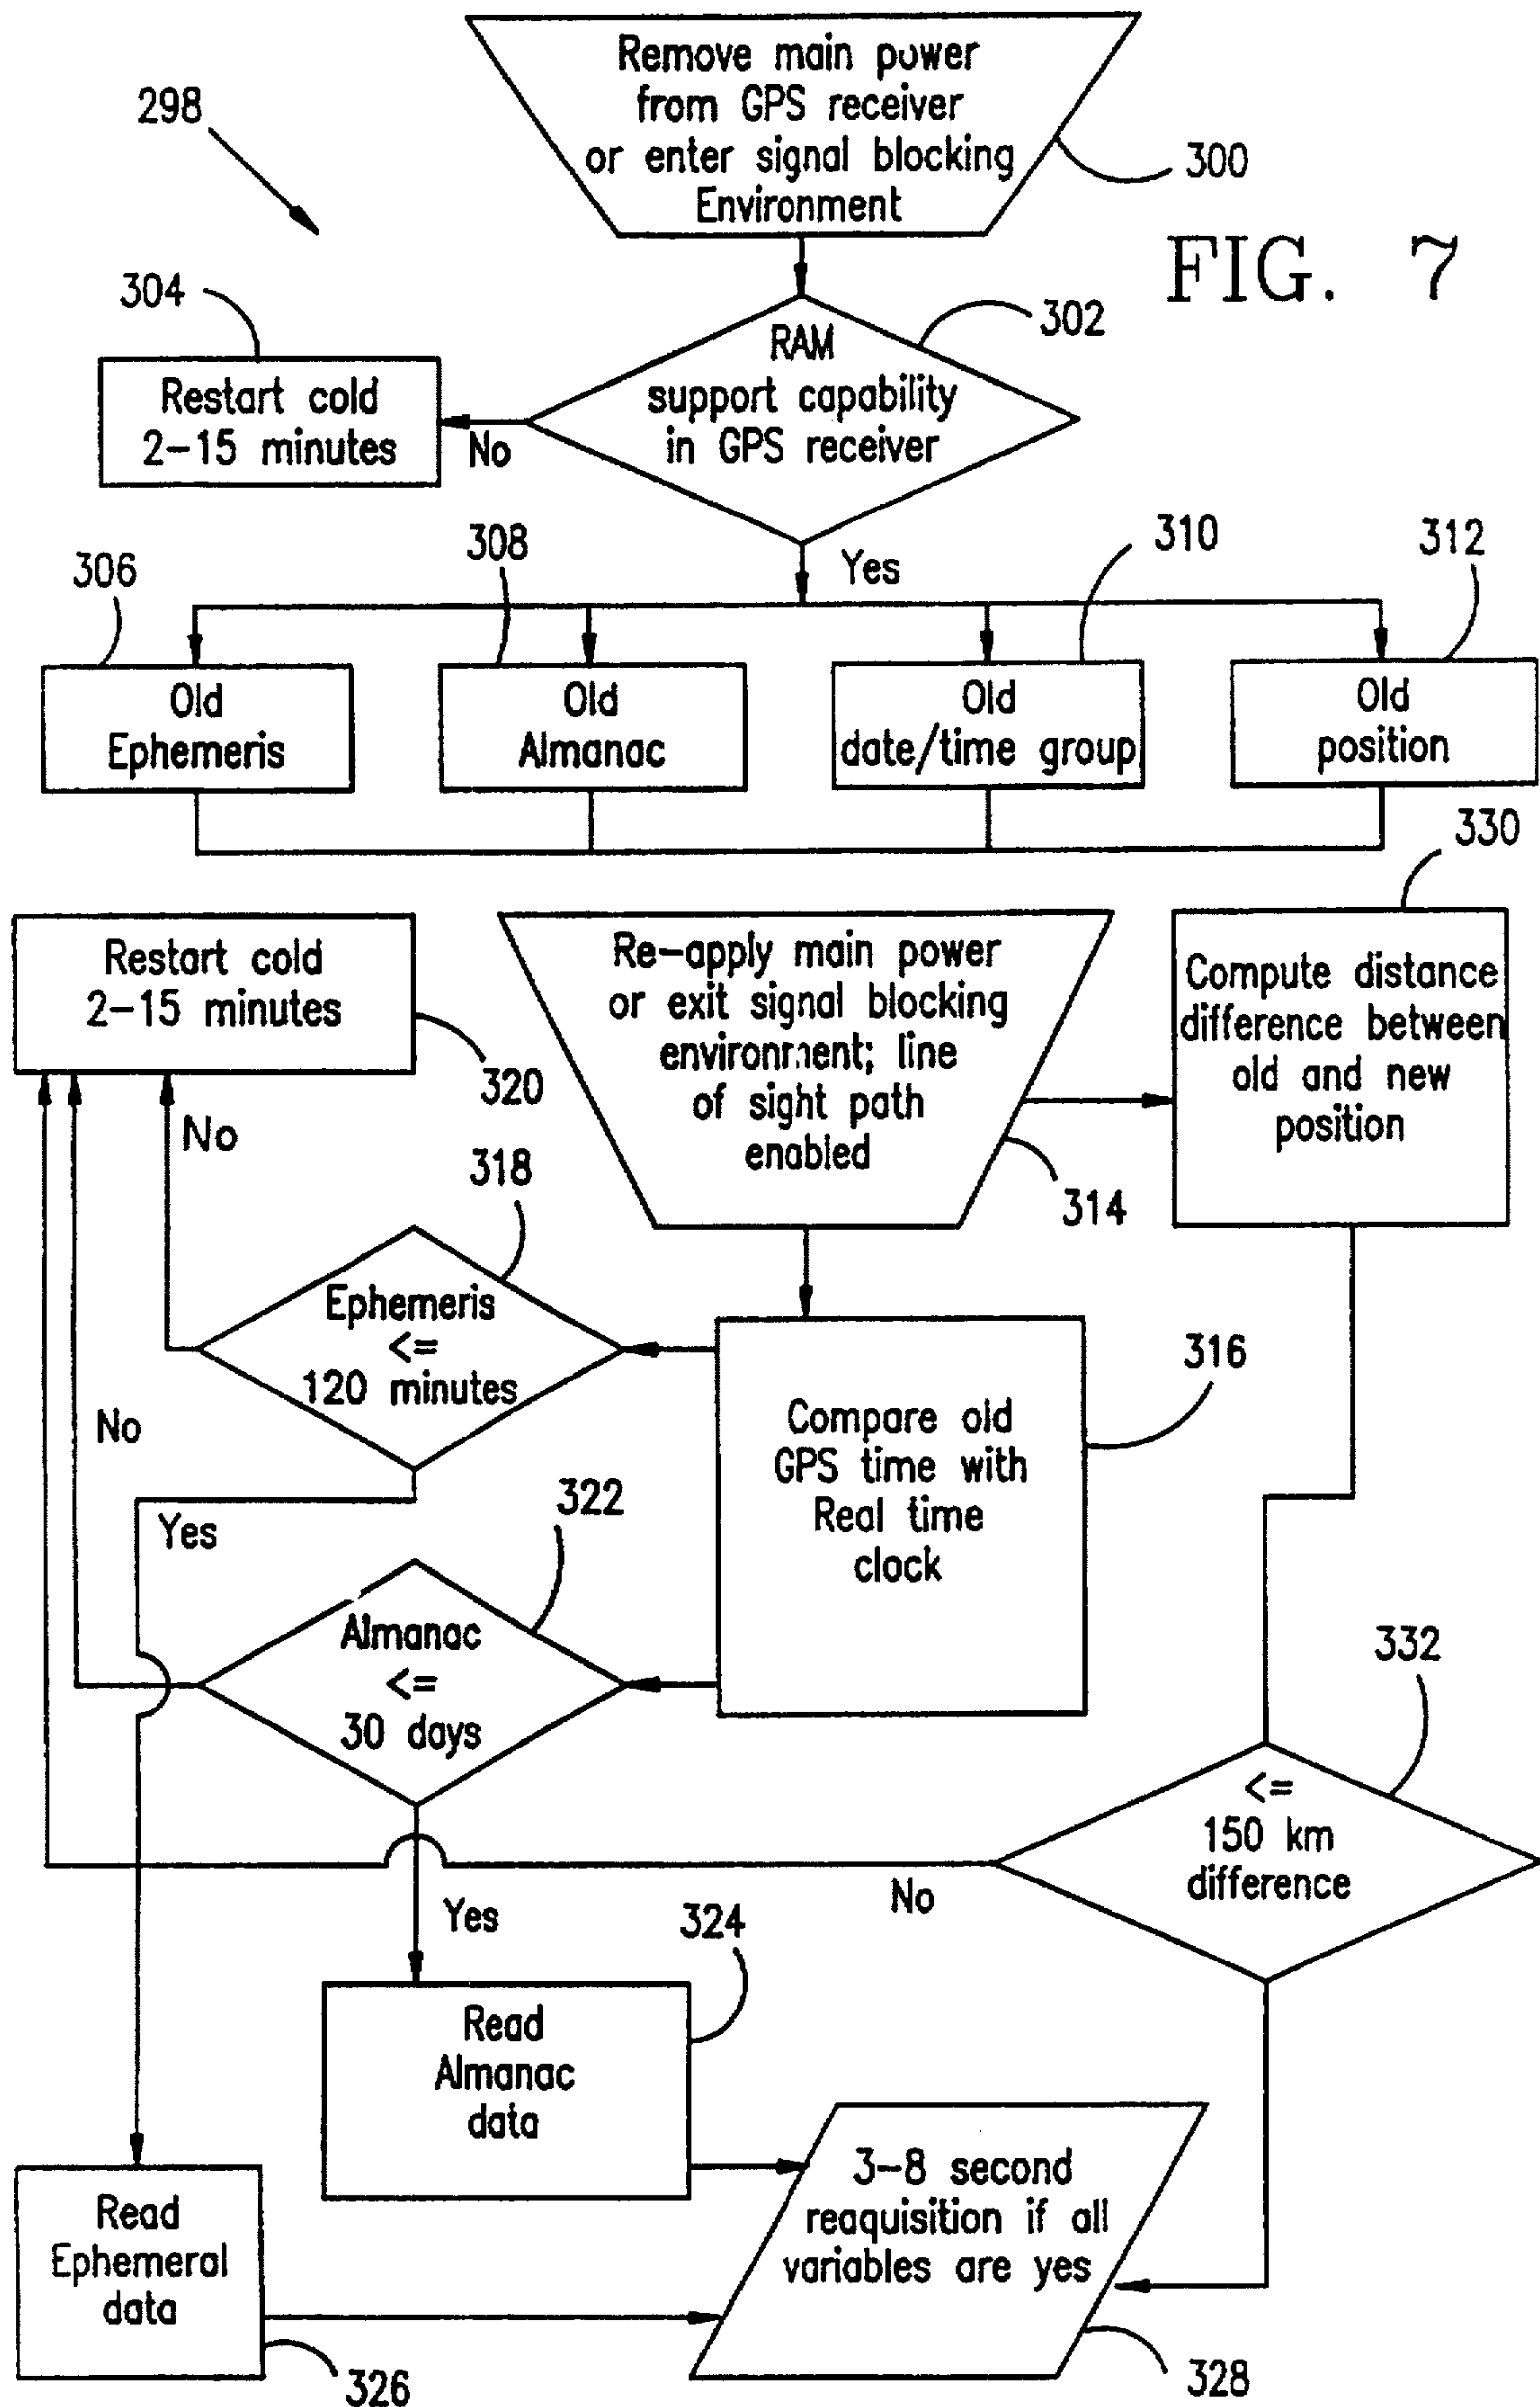 Remove main power
from GPS receiver
or enter signal blocking
Environment
298
300
FIG. 7
304
302
RAM
support capability
in GPS receiver
Restart cold
2-15 minutes
No
Yes
306
308
310
312
Old
Ephemeris
Old
Almanac
Old
date/time group
Old
position
330
Restart cold
2-15 minutes
320
Re-apply main power
or exit signal blocking
environment; line
of sight path
enabled
314
Compute distance
difference between
old and new
position
No
318
Ephemeris
<=
120 minutes
316
Compare old
GPS time with
Real time
clock
No
Yes
322
Almanac
<=
30 days
332
<=
150 km
difference
No
Yes
324
Read
Almanac
data
3-8 second
reaquisition if all
variables are yes
Read
Ephemeral
data
326
328